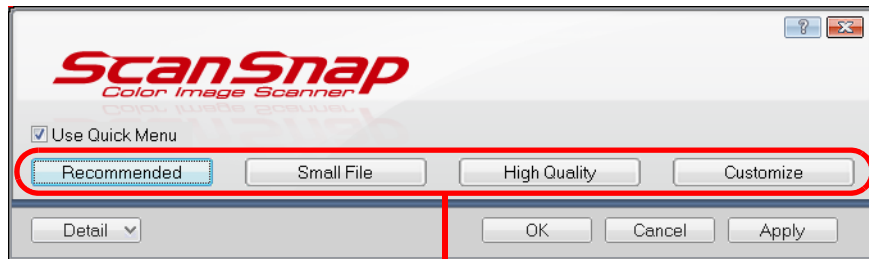 ScanSnap
Color Image Scanner
Use Quick Menu
Recommended Small File High Quality Customize
Detail OK Cancel Apply